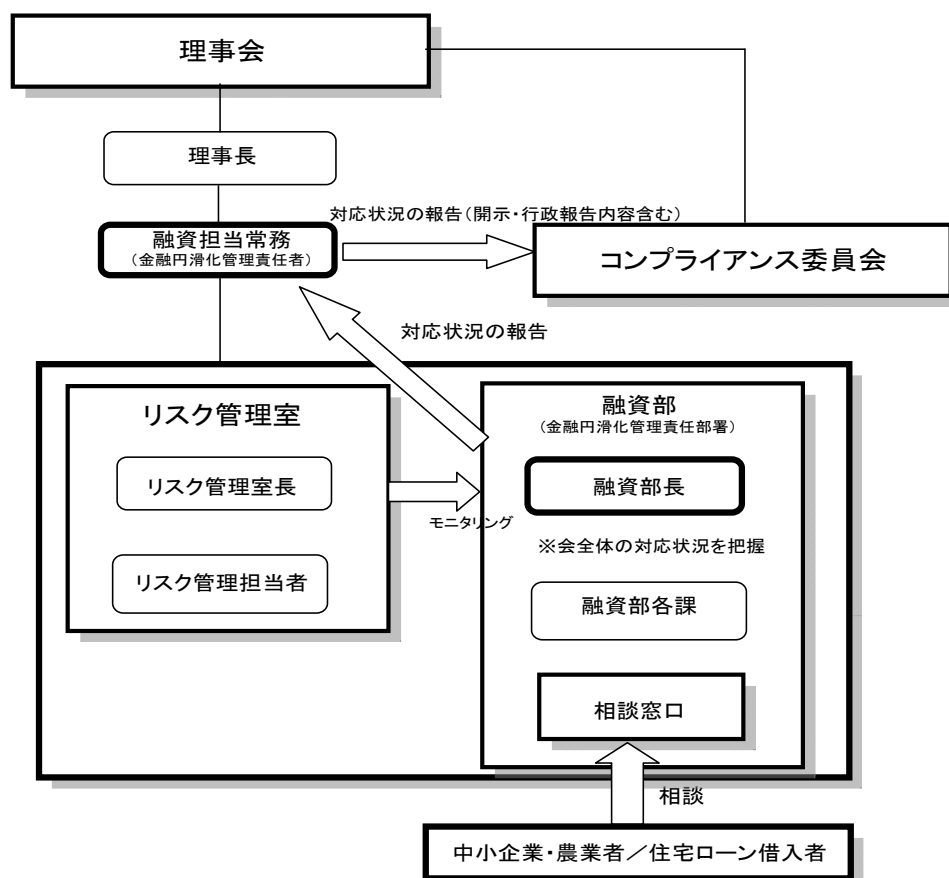 理事会
理事長
対応状況の報告(開示・行政報告内容含む)
融資担当常務
(金融円滑化管理責任者)
コンプライアンス委員会
対応状況の報告
リスク管理室
リスク管理室長
リスク管理担当者
モニタリング
融資部
(金融円滑化管理責任部署)
融資部長
※会全体の対応状況を把握
融資部各課
相談窓口
相談
中小企業・農業者/住宅ローン借入者